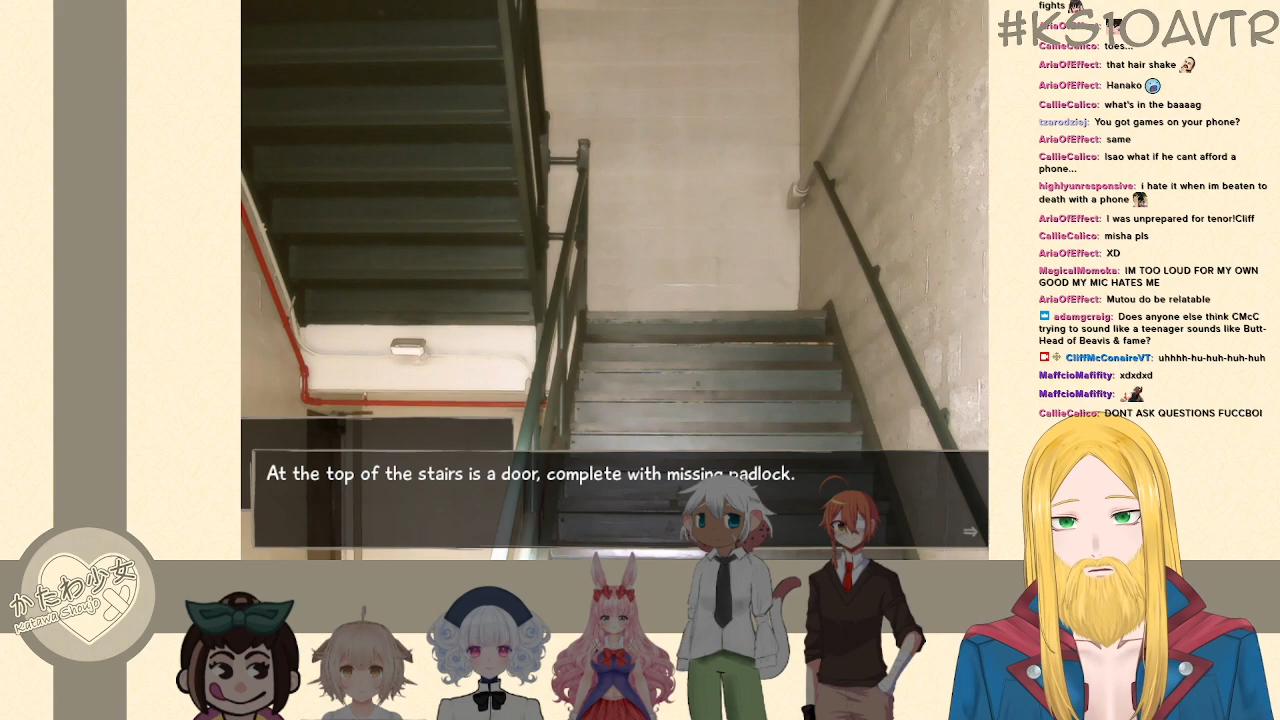 #KS10AVTR
fights
AriaOfEffect:
CallieCalico: toes...
AriaOfEffect: that hair shake
AriaOfEffect: Hanako
CallieCalico: what's in the baaaag
tzarodziej: You got games on your phone?
AriaOfEffect: same
CallieCalico: Isao what if he cant afford a
phone...
highlyunresponsive: i hate it when im beaten to
death with a phone
AriaOfEffect: I was unprepared for tenor!Cliff
CallieCalico: misha pls
AriaOfEffect: XD
MagicalMomoka: IM TOO LOUD FOR MY OWN
GOOD MY MIC HATES ME
AriaOfEffect: Mutou do be relatable
adamgcraig: Does anyone else think CMcC
trying to sound like a teenager sounds like Butt-
Head of Beavis & fame?
CliffMcConaireVT: uhhhh-hu-huh-huh-huh
MaffcioMafifity: xdxdxd
MaffcioMafifity:
CallieCalico: DONT ASK QUESTIONS FUCCBOI
At the top of the stairs is a door, complete with missing padlock.
かたわ少女
Katawa Shoujo